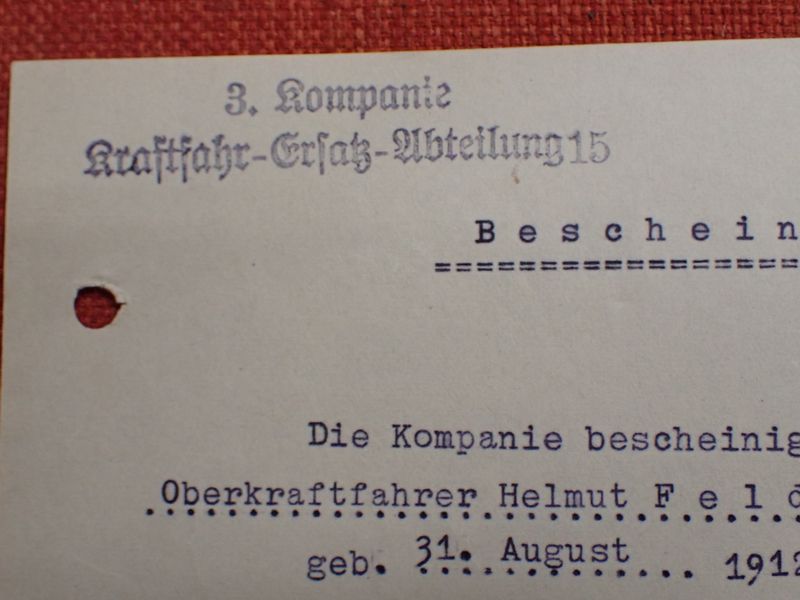 3. Kompanie
Kraftfahr-Ersatz-Abteilung 15
B e s c h e i n
====================
Die Kompanie bescheinig
Oberkraftfahrer Helmut F e l d
geb. 31. August 1912